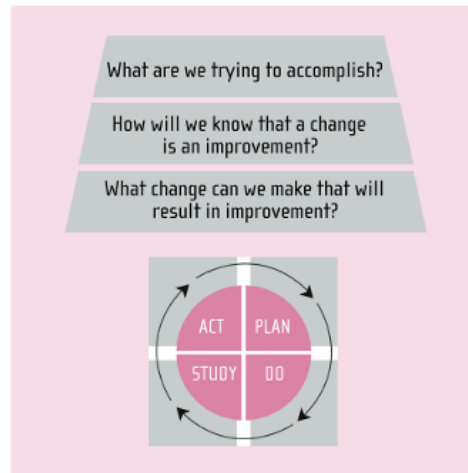 What are we trying to accomplish?
How will we know that a change
is an improvement?
What change can we make that will
result in improvement?
ACT PLAN
STUDY DO